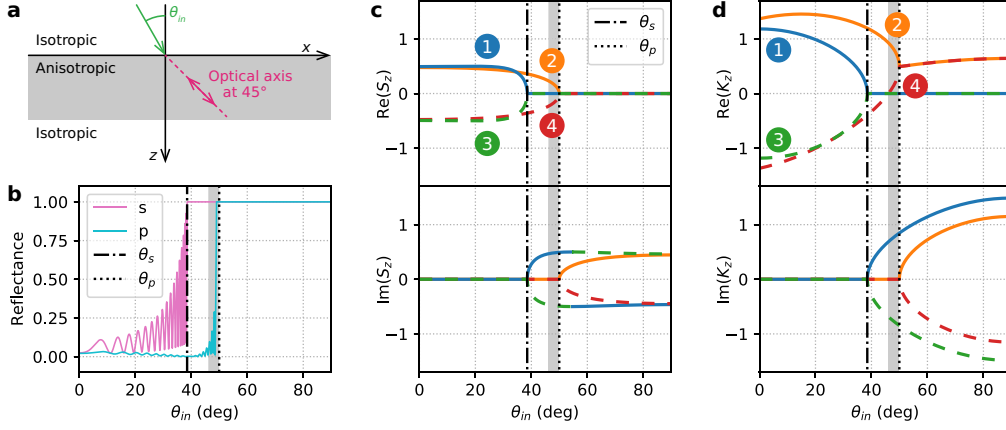 a
θin
Isotropic
x
Anisotropic
Optical axis
at 45°
Isotropic
z
b
1.00
0.75
0.50
0.25
0.00
Reflectance
s
p
θs
θp
0 20 40 60 80
θin (deg)
c
1
0
−1
Re(Sz)
1
2
3
4
θs
θp
1
0
−1
Im(Sz)
0 20 40 60 80
θin (deg)
d
1
0
−1
Re(Kz)
1
2
3
4
1
0
−1
Im(Kz)
0 20 40 60 80
θin (deg)